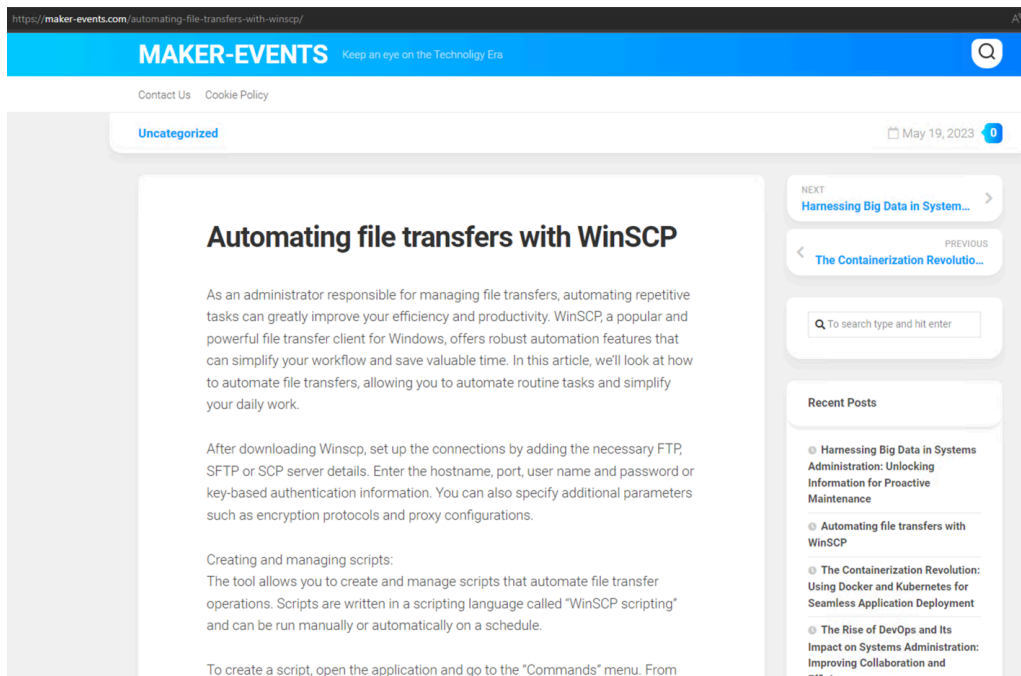 https://maker-events.com/automating-file-transfers-with-winscp/
MAKER-EVENTS
Keep an eye on the Technoligy Era
Contact Us Cookie Policy
Uncategorized
May 19, 2023
0
Automating file transfers with WinSCP
As an administrator responsible for managing file transfers, automating repetitive
tasks can greatly improve your efficiency and productivity. WinSCP, a popular and
powerful file transfer client for Windows, offers robust automation features that
can simplify your workflow and save valuable time. In this article, we’ll look at how
to automate file transfers, allowing you to automate routine tasks and simplify
your daily work.
After downloading Winscp, set up the connections by adding the necessary FTP,
SFTP or SCP server details. Enter the hostname, port, user name and password or
key-based authentication information. You can also specify additional parameters
such as encryption protocols and proxy configurations.
Creating and managing scripts:
The tool allows you to create and manage scripts that automate file transfer
operations. Scripts are written in a scripting language called “WinSCP scripting”
and can be run manually or automatically on a schedule.
To create a script, open the application and go to the “Commands” menu. From
NEXT
Harnessing Big Data in System...
PREVIOUS
The Containerization Revolutio...
To search type and hit enter
Recent Posts
Harnessing Big Data in Systems
Administration: Unlocking
Information for Proactive
Maintenance
Automating file transfers with
WinSCP
The Containerization Revolution:
Using Docker and Kubernetes for
Seamless Application Deployment
The Rise of DevOps and Its
Impact on Systems Administration:
Improving Collaboration and